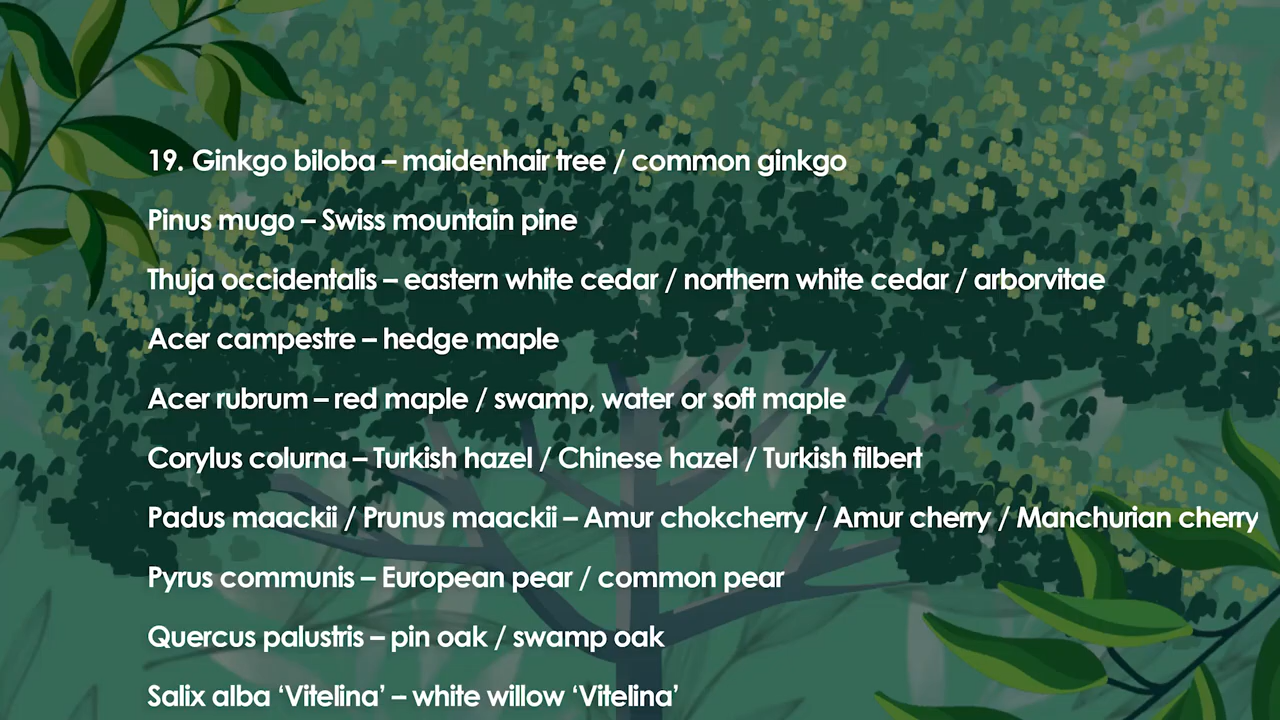 19. Ginkgo biloba – maidenhair tree / common ginkgo
Pinus mugo – Swiss mountain pine
Thuja occidentalis – eastern white cedar / northern white cedar / arborvitae
Acer campestre – hedge maple
Acer rubrum – red maple / swamp, water or soft maple
Corylus colurna – Turkish hazel / Chinese hazel / Turkish filbert
Padus maackii / Prunus maackii – Amur chokcherry / Amur cherry / Manchurian cherry
Pyrus communis – European pear / common pear
Quercus palustris – pin oak / swamp oak
Salix alba ‘Vitelina’ – white willow ‘Vitelina’